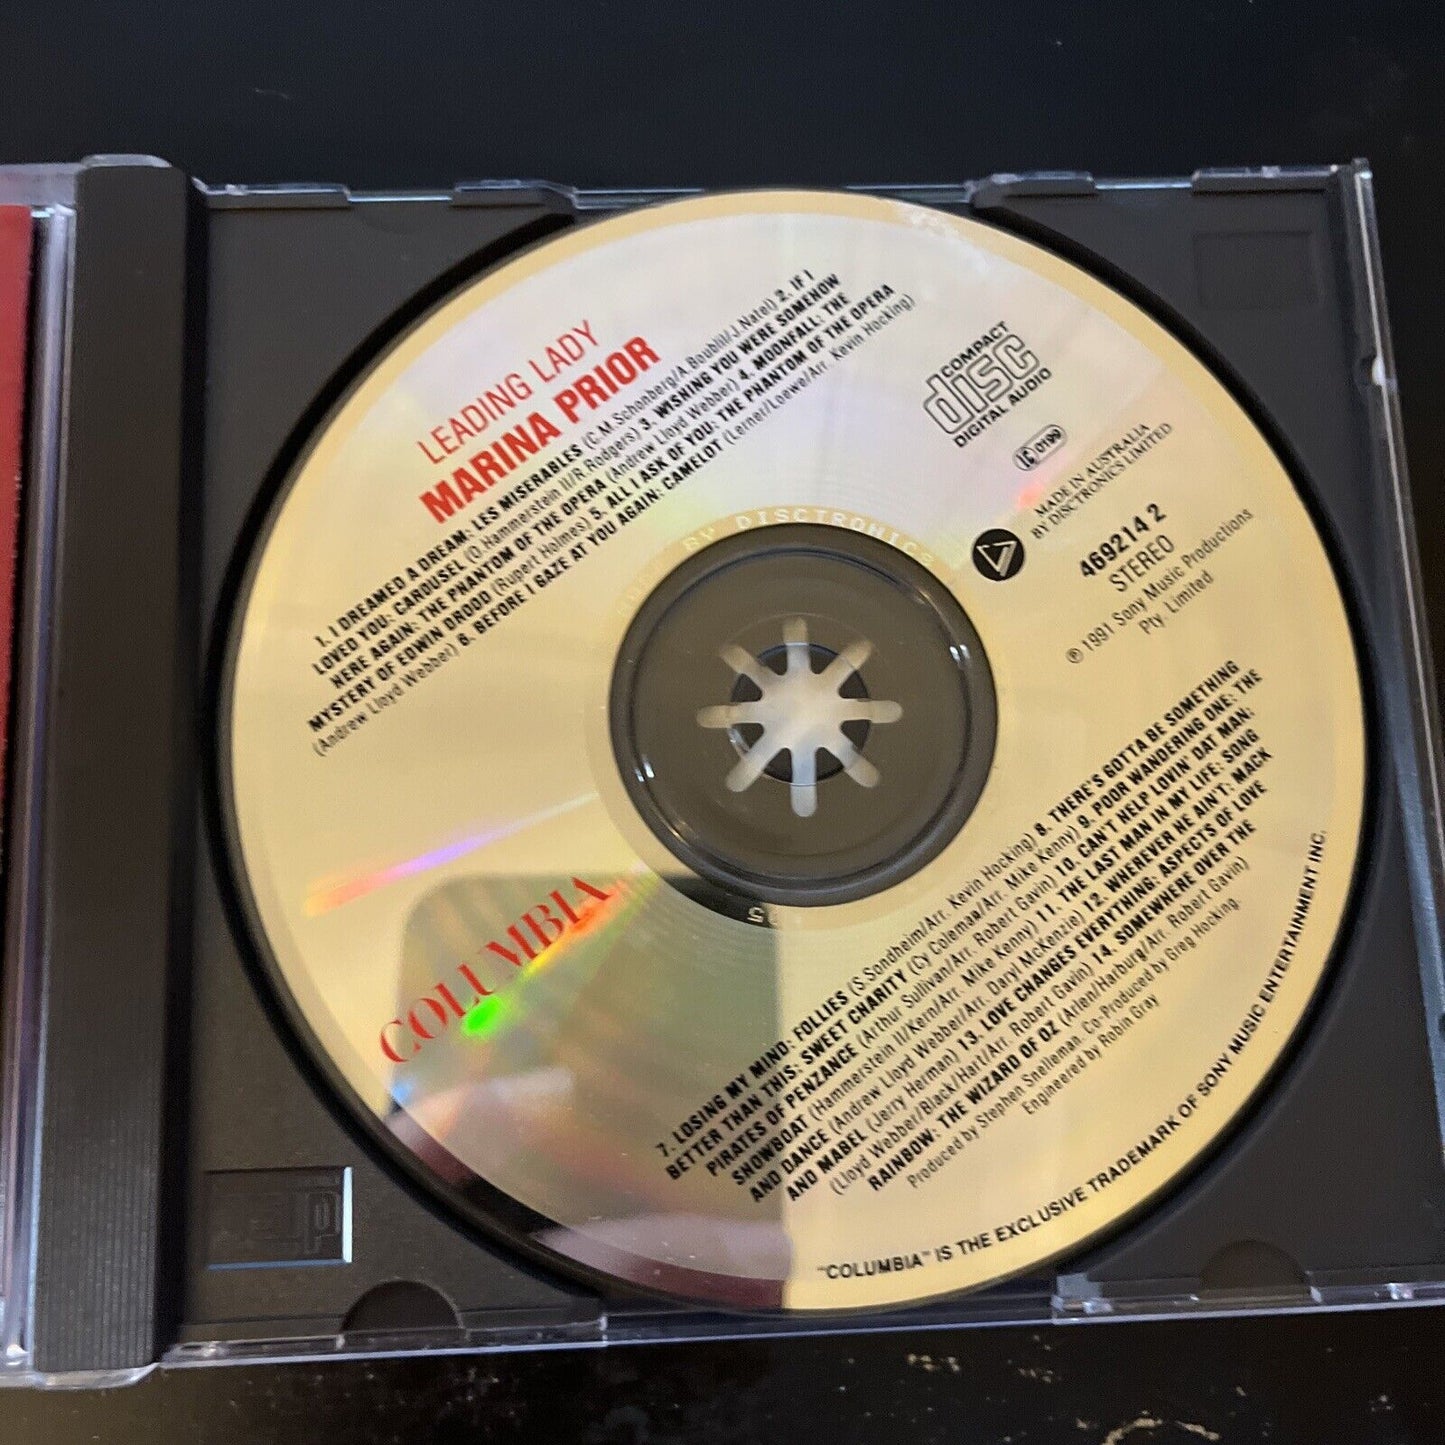 LEADING LADY
MARINA PRIOR
1. I DREAMED A DREAM: LES MISERABLES (C.M.Schonberg/A.Boublil/J.Natel) 2. IF I
LOVED YOU: CAROUSEL (O.Hammerstein II/R.Rodgers) 3. WISHING YOU WERE SOMEHOW
HERE AGAIN: THE PHANTOM OF THE OPERA (Andrew Lloyd Webber) 4. MOONFALL: THE
MYSTERY OF EDWIN DROOD (Rupert Holmes) 5. ALL I ASK OF YOU: THE PHANTOM OF THE OPERA
(Andrew Lloyd Webber) 6. BEFORE I GAZE AT YOU AGAIN: CAMELOT (Lerner/Loewe/Arr. Kevin Hocking)
COMPACT
disc
DIGITAL AUDIO
0199
MADE IN AUSTRALIA
BY DISCTRONICS LIMITED
469214 2
STEREO
℗ 1991 Sony Music Productions
Pty. Limited
BY DISCTRONICS
COLUMBIA
7. LOSING MY MIND: FOLLIES (S.Sondheim/Arr. Kevin Hocking) 8. THERE'S GOTTA BE SOMETHING
BETTER THAN THIS: SWEET CHARITY (Cy Coleman/Arr. Mike Kenny) 9. POOR WANDERING ONE: THE
PIRATES OF PENZANCE (Arthur Sullivan/Arr. Robert Gavin) 10. CAN'T HELP LOVIN' DAT MAN:
SHOWBOAT (Hammerstein II/Kern/Arr. Mike Kenny) 11. THE LAST MAN IN MY LIFE: SONG
AND DANCE (Andrew Lloyd Webber/Arr. Daryl McKenzie) 12. WHEREVER HE AIN'T: MACK
AND MABEL (Jerry Herman) 13. LOVE CHANGES EVERYTHING: ASPECTS OF LOVE
(Lloyd Webber/Black/Hart/Arr. Robert Gavin) 14. SOMEWHERE OVER THE
RAINBOW: THE WIZARD OF OZ (Arlen/Harburg/Arr. Robert Gavin)
Produced by Stephen Snelleman. Co-Produced by Greg Hocking.
Engineered by Robin Gray
"COLUMBIA" IS THE EXCLUSIVE TRADEMARK OF SONY MUSIC ENTERTAINMENT INC.